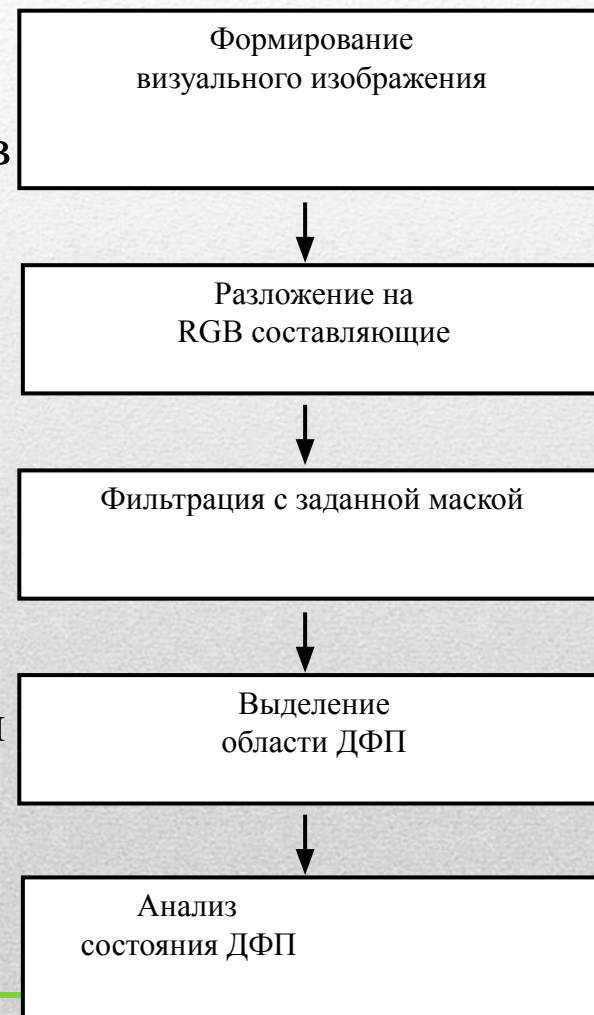 Формирование
визуального изображения
в
Разложение на
RGB составляющие
Фильтрация с заданной маской
Выделение
области ДФП
Анализ
состояния ДФП